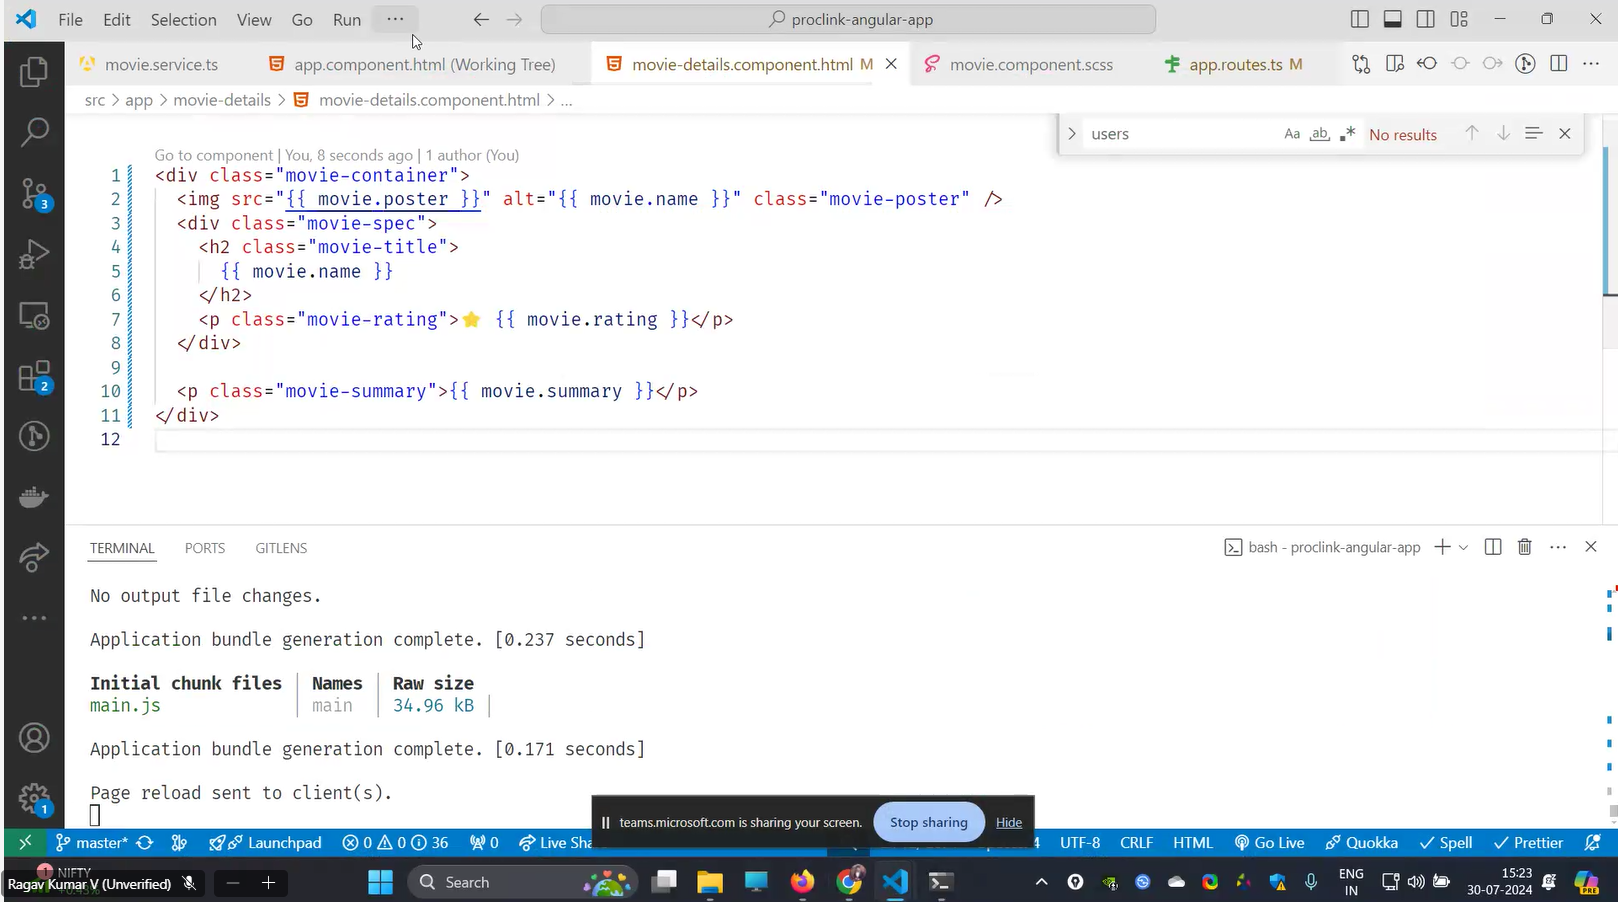 File Edit Selection View Go Run ... proclink-angular-app
movie.service.ts app.component.html (Working Tree) movie-details.component.html M movie.component.scss app.routes.ts M
src > app > movie-details > movie-details.component.html > ...
users Aa ab .* No results
Go to component | You, 8 seconds ago | 1 author (You)
1 <div class="movie-container">
2 <img src="{{ movie.poster }}" alt="{{ movie.name }}" class="movie-poster" />
3 <div class="movie-spec">
4 <h2 class="movie-title">
5 {{ movie.name }}
6 </h2>
7 <p class="movie-rating">⭐ {{ movie.rating }}</p>
8 </div>
9
10 <p class="movie-summary">{{ movie.summary }}</p>
11 </div>
12
3
2
TERMINAL PORTS GITLENS bash - proclink-angular-app
No output file changes.
Application bundle generation complete. [0.237 seconds]
Initial chunk files | Names | Raw size
main.js | main | 34.96 kB |
Application bundle generation complete. [0.171 seconds]
Page reload sent to client(s).
1
teams.microsoft.com is sharing your screen. Stop sharing Hide
master* Launchpad 0 0 36 0 Live Sha 4 UTF-8 CRLF HTML Go Live Quokka Spell Prettier
1 NIFTY
Ragav Kumar V (Unverified)
Search
ENG
IN
15:23
30-07-2024
PRE